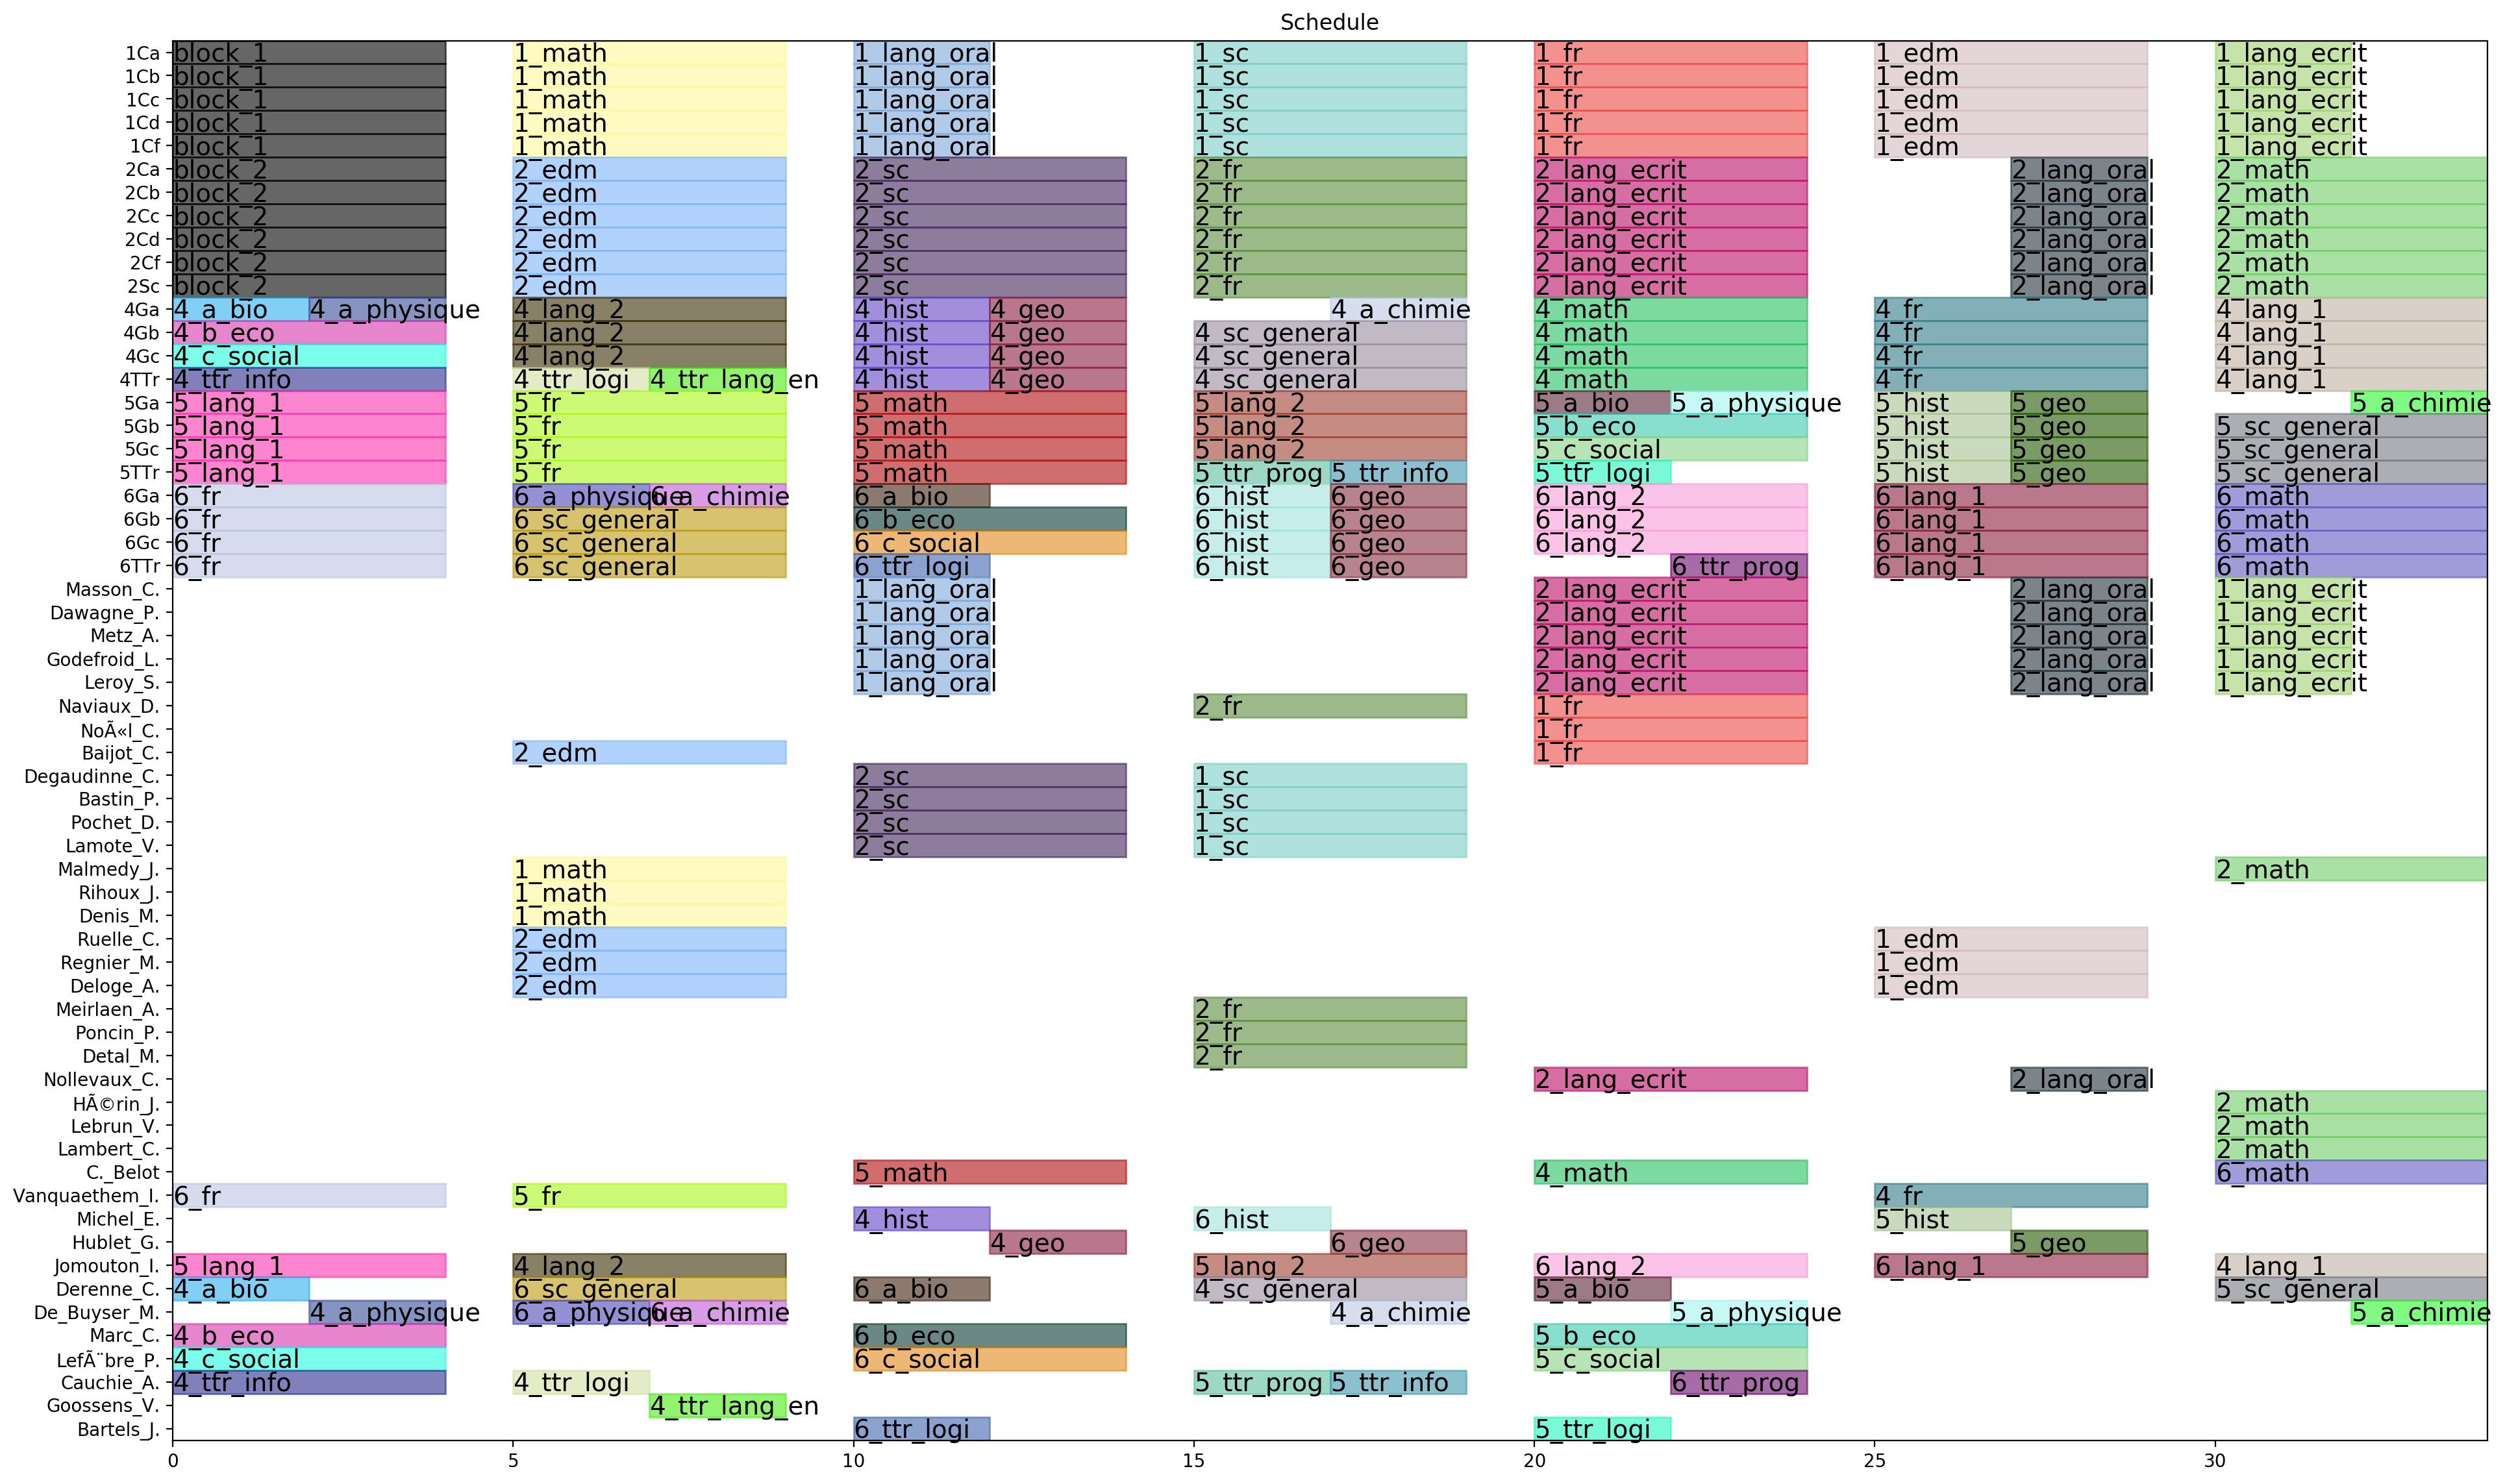 Schedule
1Ca block_1 1_math 1_lang_oral 1_sc 1_fr 1_edm 1_lang_ecrit
1Cb block_1 1_math 1_lang_oral 1_sc 1_fr 1_edm 1_lang_ecrit
1Cc block_1 1_math 1_lang_oral 1_sc 1_fr 1_edm 1_lang_ecrit
1Cd block_1 1_math 1_lang_oral 1_sc 1_fr 1_edm 1_lang_ecrit
1Cf block_1 1_math 1_lang_oral 1_sc 1_fr 1_edm 1_lang_ecrit
2Ca block_2 2_edm 2_sc 2_fr 2_lang_ecrit 2_lang_oral 2_math
2Cb block_2 2_edm 2_sc 2_fr 2_lang_ecrit 2_lang_oral 2_math
2Cc block_2 2_edm 2_sc 2_fr 2_lang_ecrit 2_lang_oral 2_math
2Cd block_2 2_edm 2_sc 2_fr 2_lang_ecrit 2_lang_oral 2_math
2Cf block_2 2_edm 2_sc 2_fr 2_lang_ecrit 2_lang_oral 2_math
2Sc block_2 2_edm 2_sc 2_fr 2_lang_ecrit 2_lang_oral 2_math
4Ga 4_a_bio 4_a_physique 4_lang_2 4_hist 4_geo 4_a_chimie 4_math 4_fr 4_lang_1
4Gb 4_b_eco 4_lang_2 4_hist 4_geo 4_sc_general 4_math 4_fr 4_lang_1
4Gc 4_c_social 4_lang_2 4_hist 4_geo 4_sc_general 4_math 4_fr 4_lang_1
4TTr 4_ttr_info 4_ttr_logi 4_ttr_lang_en 4_hist 4_geo 4_sc_general 4_math 4_fr 4_lang_1
5Ga 5_lang_1 5_fr 5_math 5_lang_2 5_a_bio 5_a_physique 5_hist 5_geo 5_a_chimie
5Gb 5_lang_1 5_fr 5_math 5_lang_2 5_b_eco 5_hist 5_geo 5_sc_general
5Gc 5_lang_1 5_fr 5_math 5_lang_2 5_c_social 5_hist 5_geo 5_sc_general
5TTr 5_lang_1 5_fr 5_math 5_ttr_prog 5_ttr_info 5_ttr_logi 5_hist 5_geo 5_sc_general
6Ga 6_fr 6_a_physique 6_a_chimie 6_a_bio 6_hist 6_geo 6_lang_2 6_lang_1 6_math
6Gb 6_fr 6_sc_general 6_b_eco 6_hist 6_geo 6_lang_2 6_lang_1 6_math
6Gc 6_fr 6_sc_general 6_c_social 6_hist 6_geo 6_lang_2 6_lang_1 6_math
6TTr 6_fr 6_sc_general 6_ttr_logi 6_hist 6_geo 6_ttr_prog 6_lang_1 6_math
Masson_C. 1_lang_oral 2_lang_ecrit 2_lang_oral 1_lang_ecrit
Dawagne_P. 1_lang_oral 2_lang_ecrit 2_lang_oral 1_lang_ecrit
Metz_A. 1_lang_oral 2_lang_ecrit 2_lang_oral 1_lang_ecrit
Godefroid_L. 1_lang_oral 2_lang_ecrit 2_lang_oral 1_lang_ecrit
Leroy_S. 1_lang_oral 2_lang_ecrit 2_lang_oral 1_lang_ecrit
Naviaux_D. 2_fr 1_fr
NoÃ«l_C. 1_fr
Baijot_C. 2_edm 1_fr
Degaudinne_C. 2_sc 1_sc
Bastin_P. 2_sc 1_sc
Pochet_D. 2_sc 1_sc
Lamote_V. 2_sc 1_sc
Malmedy_J. 1_math 2_math
Rihoux_J. 1_math
Denis_M. 1_math
Ruelle_C. 2_edm 1_edm
Regnier_M. 2_edm 1_edm
Deloge_A. 2_edm 1_edm
Meirlaen_A. 2_fr
Poncin_P. 2_fr
Detal_M. 2_fr
Nollevaux_C. 2_lang_ecrit 2_lang_oral
HÃ©rin_J. 2_math
Lebrun_V. 2_math
Lambert_C. 2_math
C._Belot 5_math 4_math 6_math
Vanquaethem_I. 6_fr 5_fr 4_fr
Michel_E. 4_hist 6_hist 5_hist
Hublet_G. 4_geo 6_geo 5_geo
Jomouton_I. 5_lang_1 4_lang_2 5_lang_2 6_lang_2 6_lang_1 4_lang_1
Derenne_C. 4_a_bio 6_sc_general 6_a_bio 4_sc_general 5_a_bio 5_sc_general
De_Buyser_M. 4_a_physique 6_a_physique 6_a_chimie 4_a_chimie 5_a_physique 5_a_chimie
Marc_C. 4_b_eco 6_b_eco 5_b_eco
LefÃ¨bre_P. 4_c_social 6_c_social 5_c_social
Cauchie_A. 4_ttr_info 4_ttr_logi 5_ttr_prog 5_ttr_info 6_ttr_prog
Goossens_V. 4_ttr_lang_en
Bartels_J. 6_ttr_logi 5_ttr_logi
0 5 10 15 20 25 30